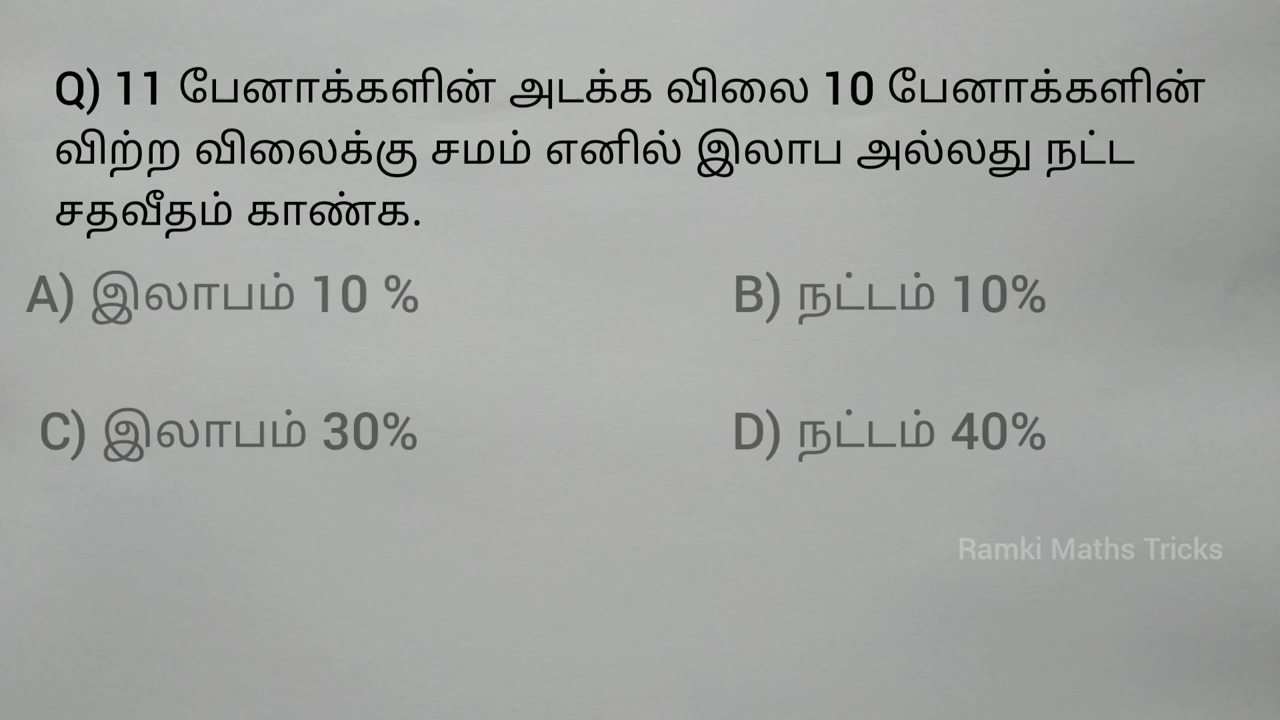 Q) 11 பேனாக்களின் அடக்க விலை 10 பேனாக்களின்
விற்ற விலைக்கு சமம் எனில் இலாப அல்லது நட்ட
சதவீதம் காண்க.
A) இலாபம் 10 %
B) நட்டம் 10%
C) இலாபம் 30%
D) நட்டம் 40%
Ramki Maths Tricks